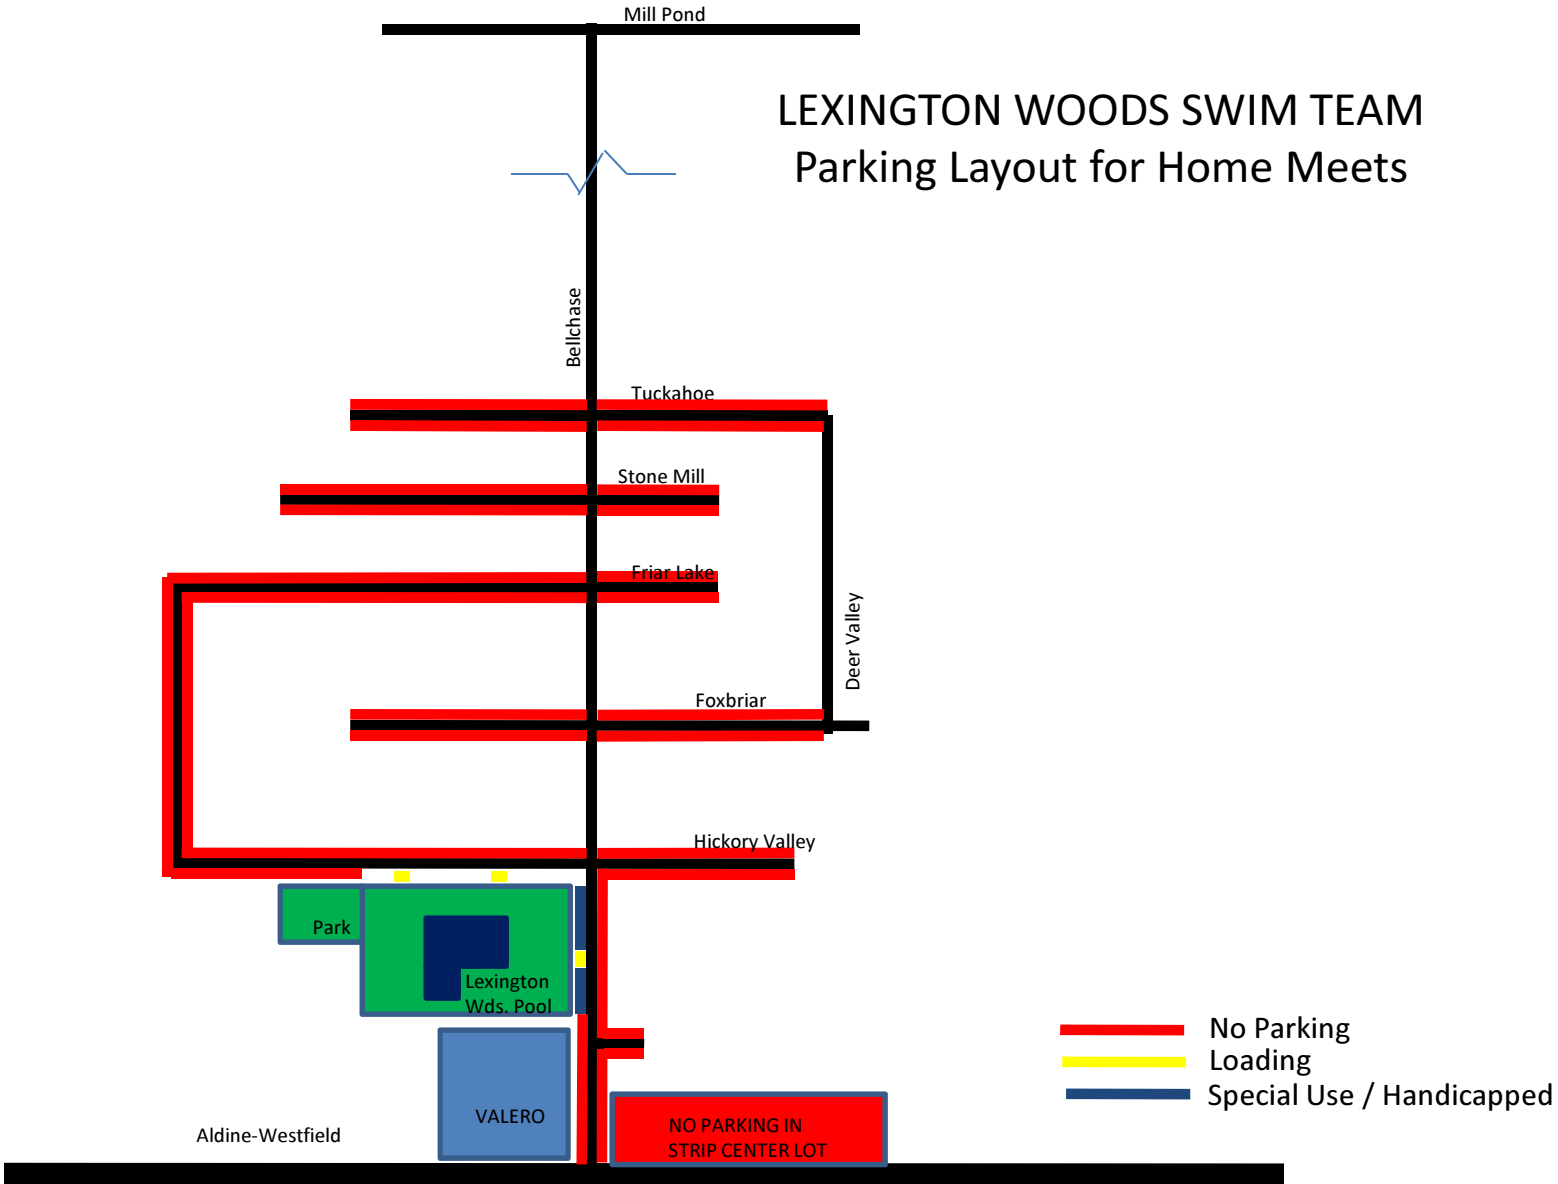 Mill Pond
LEXINGTON WOODS SWIM TEAM
Parking Layout for Home Meets
Bellchase
Tuckahoe
Stone Mill
Friar Lake
Deer Valley
Foxbriar
Hickory Valley
Park
Lexington
Wds. Pool
No Parking
Loading
Special Use / Handicapped
VALERO
NO PARKING IN
STRIP CENTER LOT
Aldine-Westfield